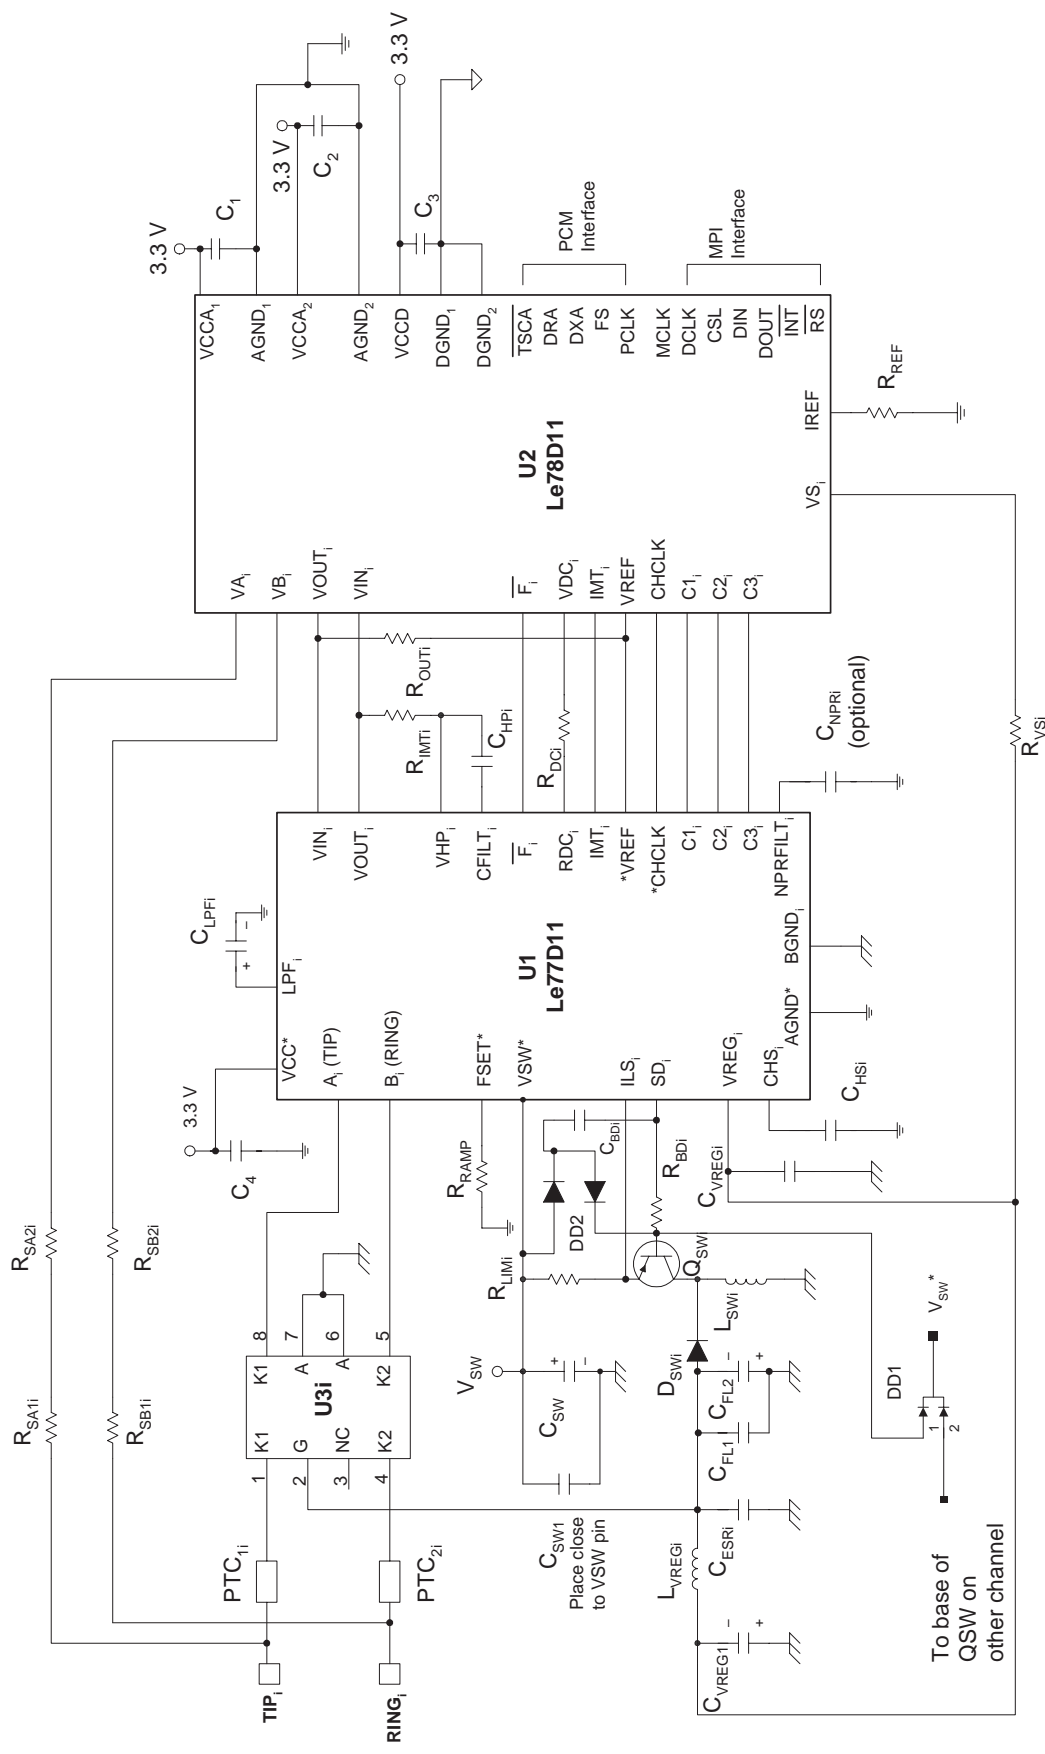 RSA1i
RSA2i
RSB1i
RSB2i
TIPi
RINGi
PTC1i
PTC2i
1
2
3
4
K1
G
NC
K2
U3i
K1
A
A
K2
8
7
6
5
3.3 V
C4
RRAMP
VSW
CSW
CSW1
Place close
to VSW pin
RLIMi
DD2
CBDi
RBDi
QSWi
LSWi
DSWi
CFL2
CFL1
CESRi
LVREGi
CVREG1
CVREGi
CHSi
DD1
1
2
VSW*
To base of
QSW on
other channel
CLPFi
+
–
LPFi
VCC*
Ai (TIP)
Bi (RING)
FSET*
VSW*
ILSi
SDi
VREGi
CHSi
AGND*
BGNDi
U1
Le77D11
VINi
VOUTi
VHPi
CFILTi
Fi
RDCi
IMTi
*VREF
*CHCLK
C1i
C2i
C3i
NPRFILTi
CNPRi
(optional)
ROUTi
RIMTi
CHPi
RDCi
RVSi
VAi
VBi
VOUTi
VINi
Fi
VDCi
IMTi
VREF
CHCLK
C1i
C2i
C3i
U2
Le78D11
VSi
IREF
RREF
VCCA1
AGND1
VCCA2
AGND2
VCCD
DGND1
DGND2
TSCA
DRA
DXA
FS
PCLK
MCLK
DCLK
CSL
DIN
DOUT
INT
RS
3.3 V
C1
3.3 V
C2
3.3 V
C3
PCM
Interface
MPI
Interface
+
–
–
+
–
+